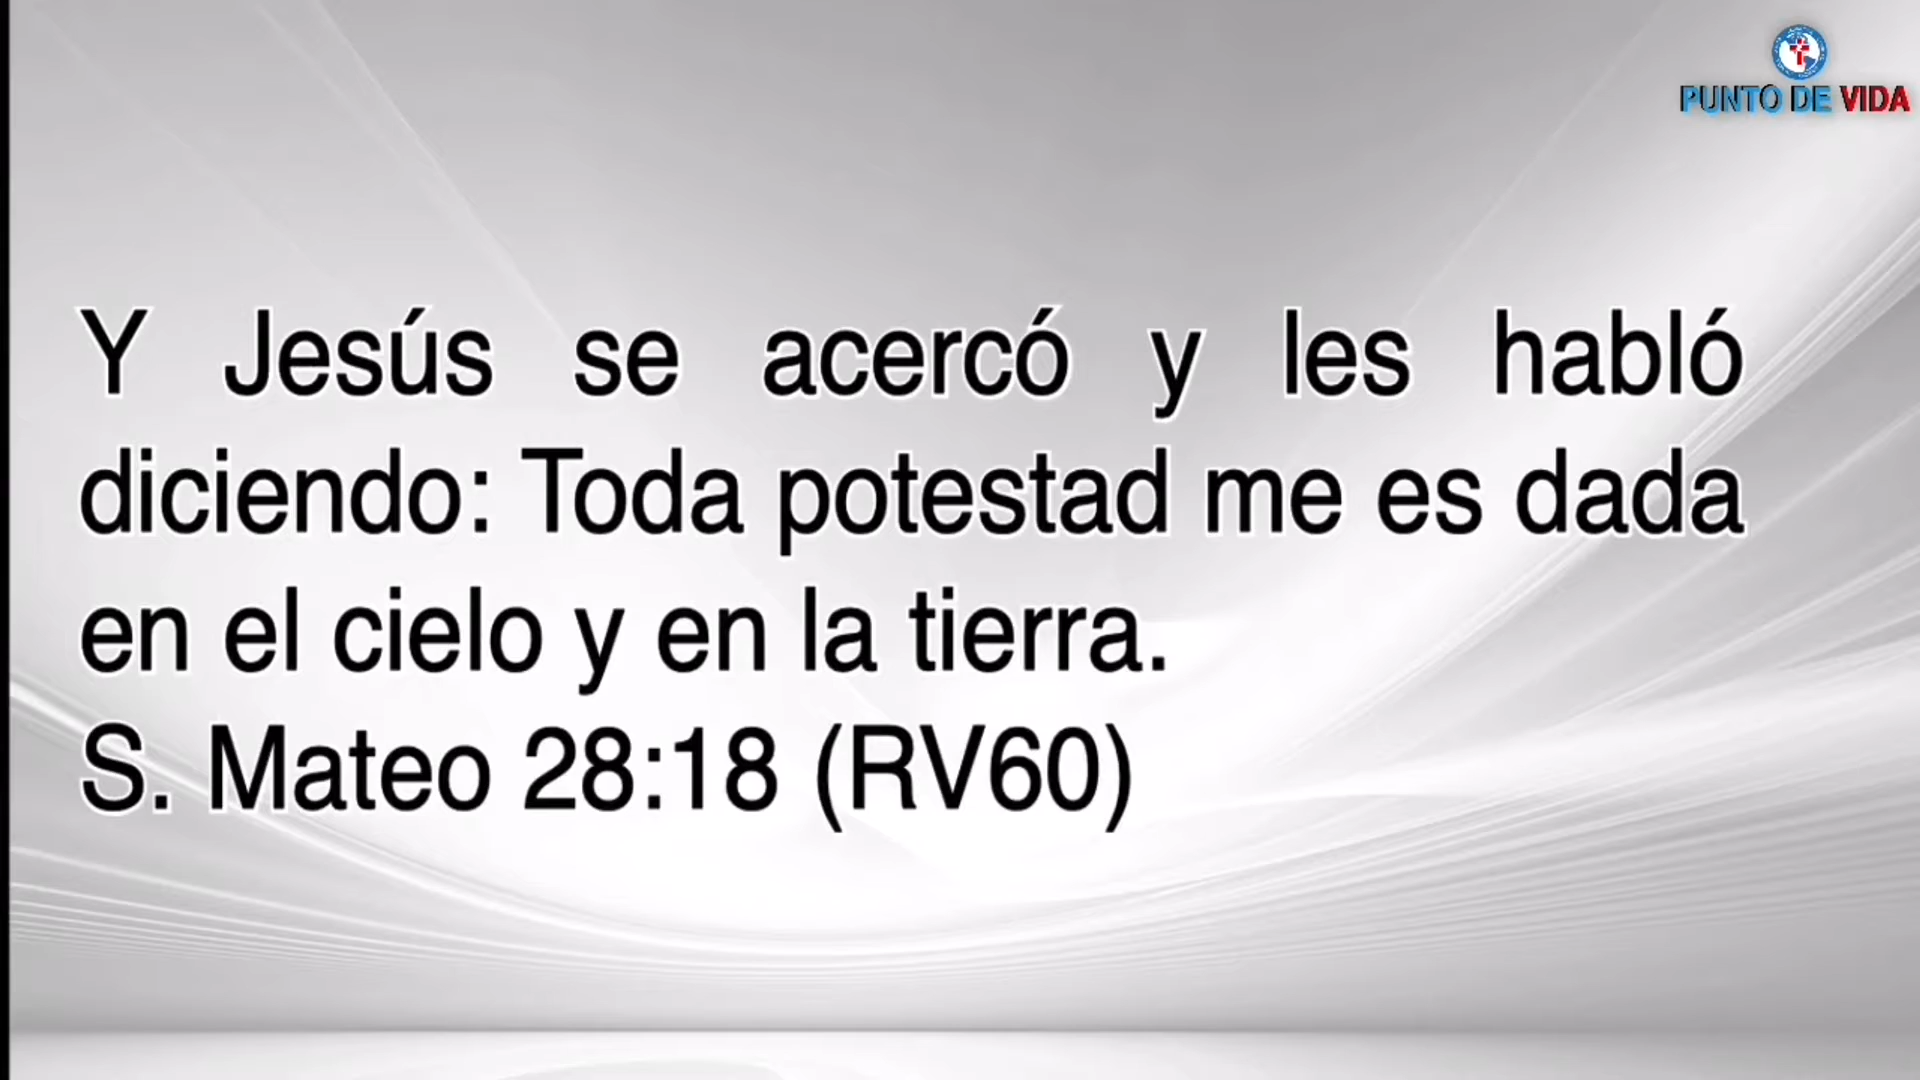 PUNTO DE VIDA
Y Jesús se acercó y les habló
diciendo: Toda potestad me es dada
en el cielo y en la tierra.
S. Mateo 28:18 (RV60)